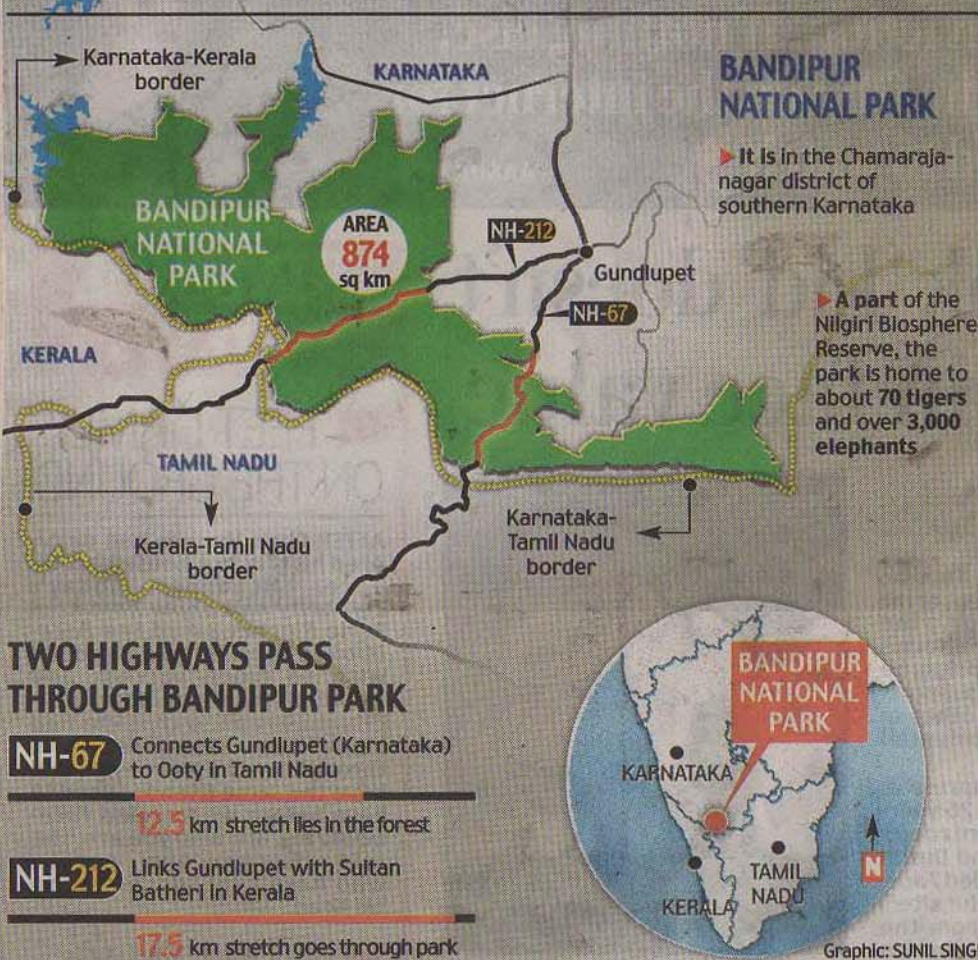 Karnataka-Kerala
border
KARNATAKA
BANDIPUR
NATIONAL PARK
It is in the Chamaraja-
nagar district of
southern Karnataka
BANDIPUR
NATIONAL
PARK
AREA
874
sq km
NH-212
Gundlupet
NH-67
A part of the
Nilgiri Biosphere
Reserve, the
park is home to
about 70 tigers
and over 3,000
elephants
KERALA
TAMIL NADU
Kerala-Tamil Nadu
border
Karnataka-
Tamil Nadu
border
TWO HIGHWAYS PASS
THROUGH BANDIPUR PARK
NH-67
Connects Gundlupet (Karnataka)
to Ooty in Tamil Nadu
12.5 km stretch lies in the forest
NH-212
Links Gundlupet with Sultan
Batheri in Kerala
17.5 km stretch goes through park
BANDIPUR
NATIONAL
PARK
KARNATAKA
TAMIL
NADU
KERALA
N
Graphic: SUNIL SING